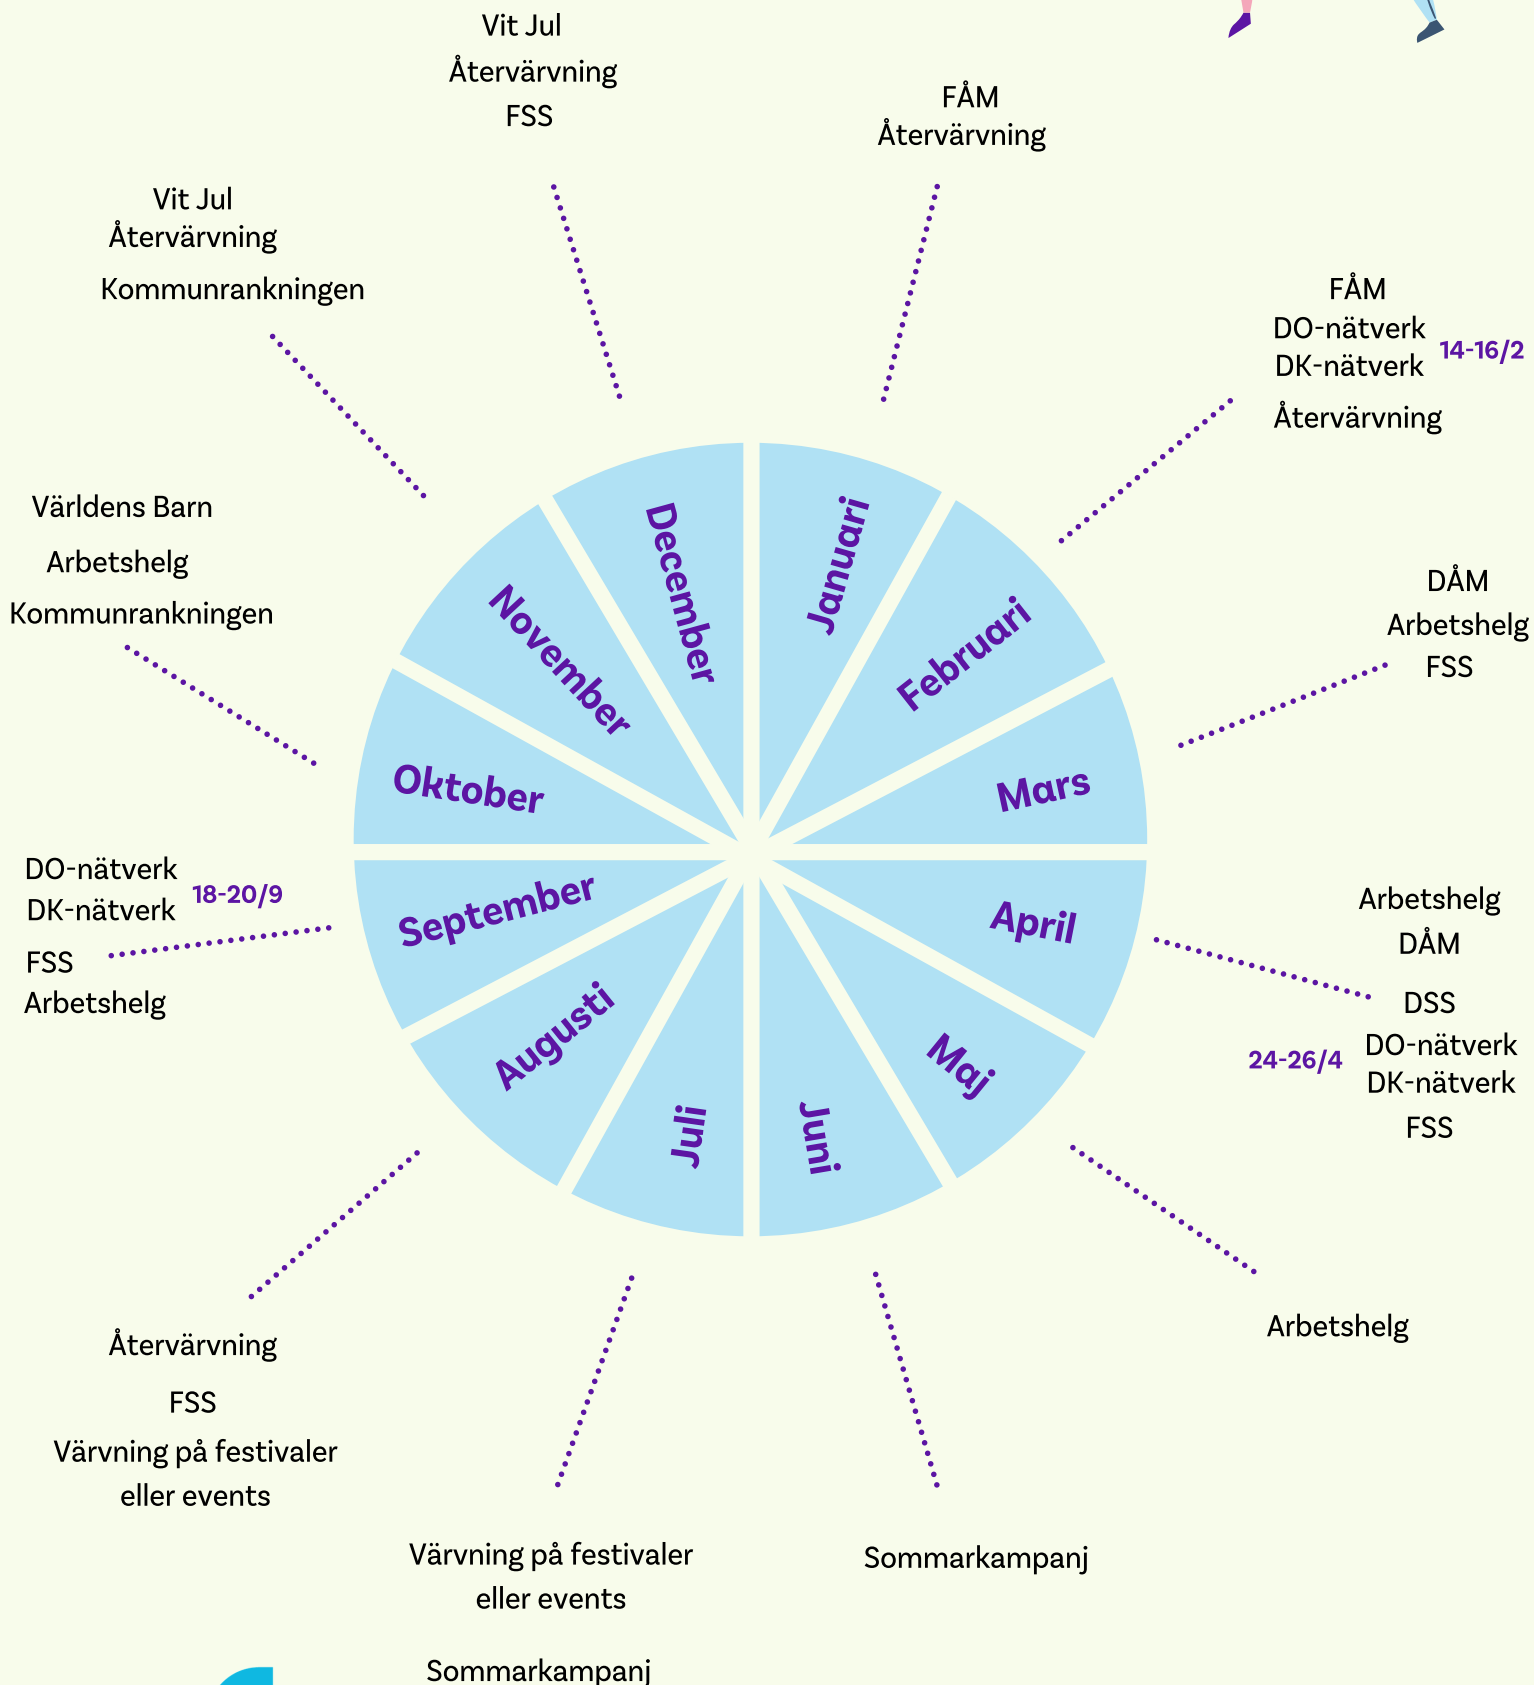 Vit Jul
Återvärvning
FSS
FÅM
Återvärvning
Vit Jul
Återvärvning
Kommunrankningen
FÅM
DO-nätverk
DK-nätverk
14-16/2
Återvärvning
Världens Barn
Arbetshelg
Kommunrankningen
DÅM
Arbetshelg
FSS
December
Januari
November
Februari
Oktober
Mars
September
April
Augusti
Maj
Juli
Juni
DO-nätverk
DK-nätverk
18-20/9
FSS
Arbetshelg
Arbetshelg
DÅM
DSS
24-26/4
DO-nätverk
DK-nätverk
FSS
Återvärvning
FSS
Värvning på festivaler
eller events
Arbetshelg
Värvning på festivaler
eller events
Sommarkampanj
Sommarkampanj